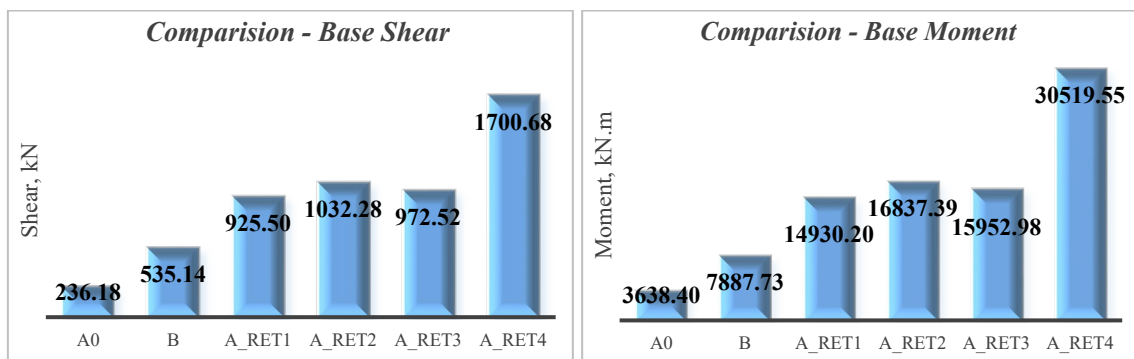 Comparision - Base Shear
Shear, kN
1700.68
1032.28
972.52
925.50
535.14
236.18
A0 B A_RET1 A_RET2 A_RET3 A_RET4
Comparision - Base Moment
Moment, kN.m
30519.55
16837.39
15952.98
14930.20
7887.73
3638.40
A0 B A_RET1 A_RET2 A_RET3 A_RET4